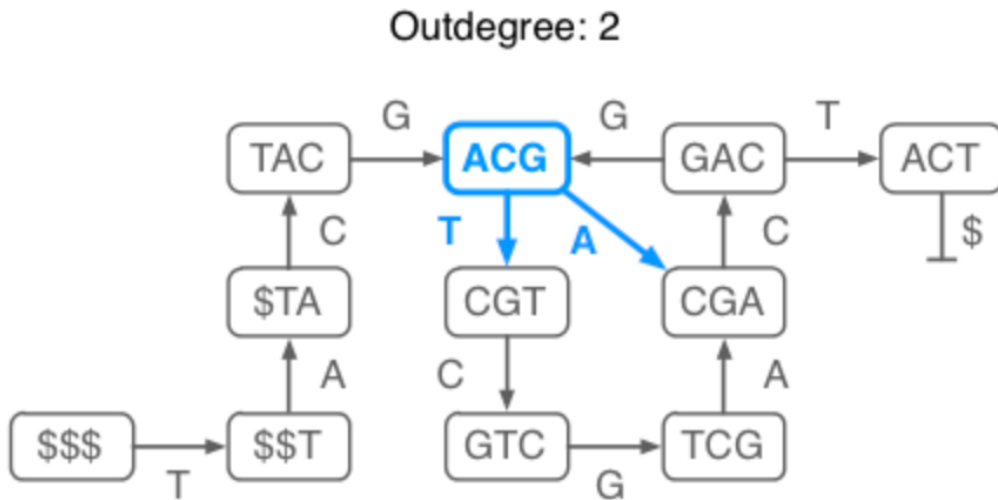 Outdegree: 2
G G T
TAC ACG GAC ACT
C T A C $
$TA CGT CGA
A C A
$$$ $$T GTC TCG
T G